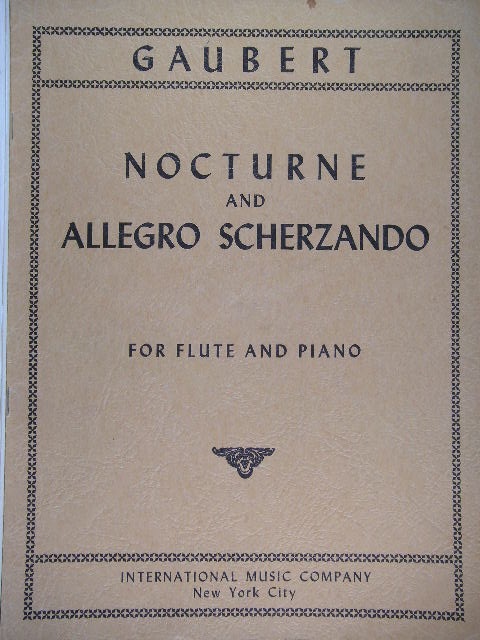 GAUBERT
NOCTURNE
AND
ALLEGRO SCHERZANDO
FOR FLUTE AND PIANO
INTERNATIONAL MUSIC COMPANY
New York City